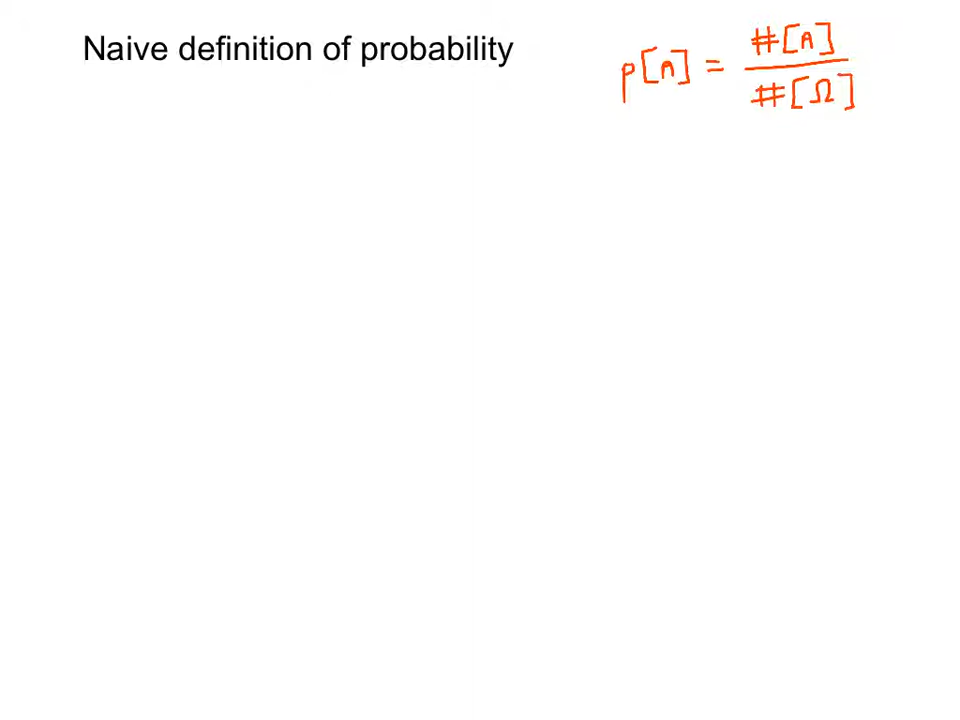 Naive definition of probability
P[A] = #[A] / #[Ω]